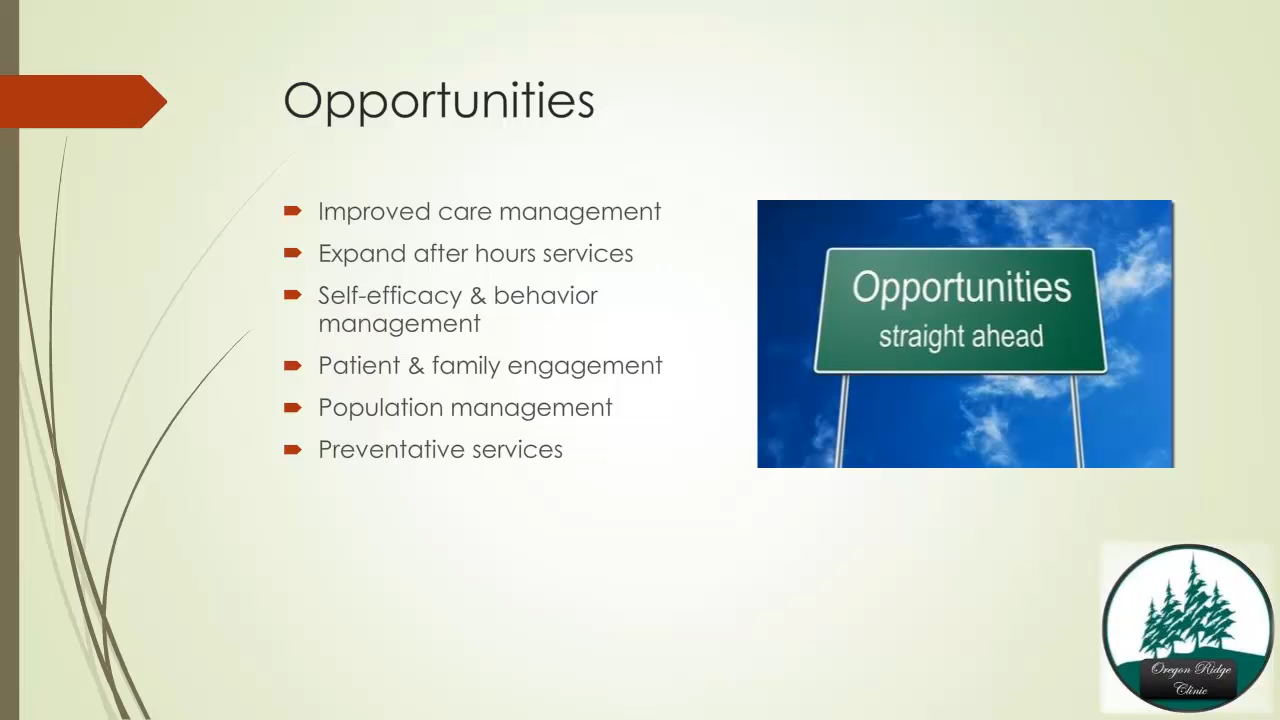 Opportunities
Improved care management
Expand after hours services
Self-efficacy & behavior
management
Patient & family engagement
Population management
Preventative services
Opportunities
straight ahead
Oregon Ridge
Clinic